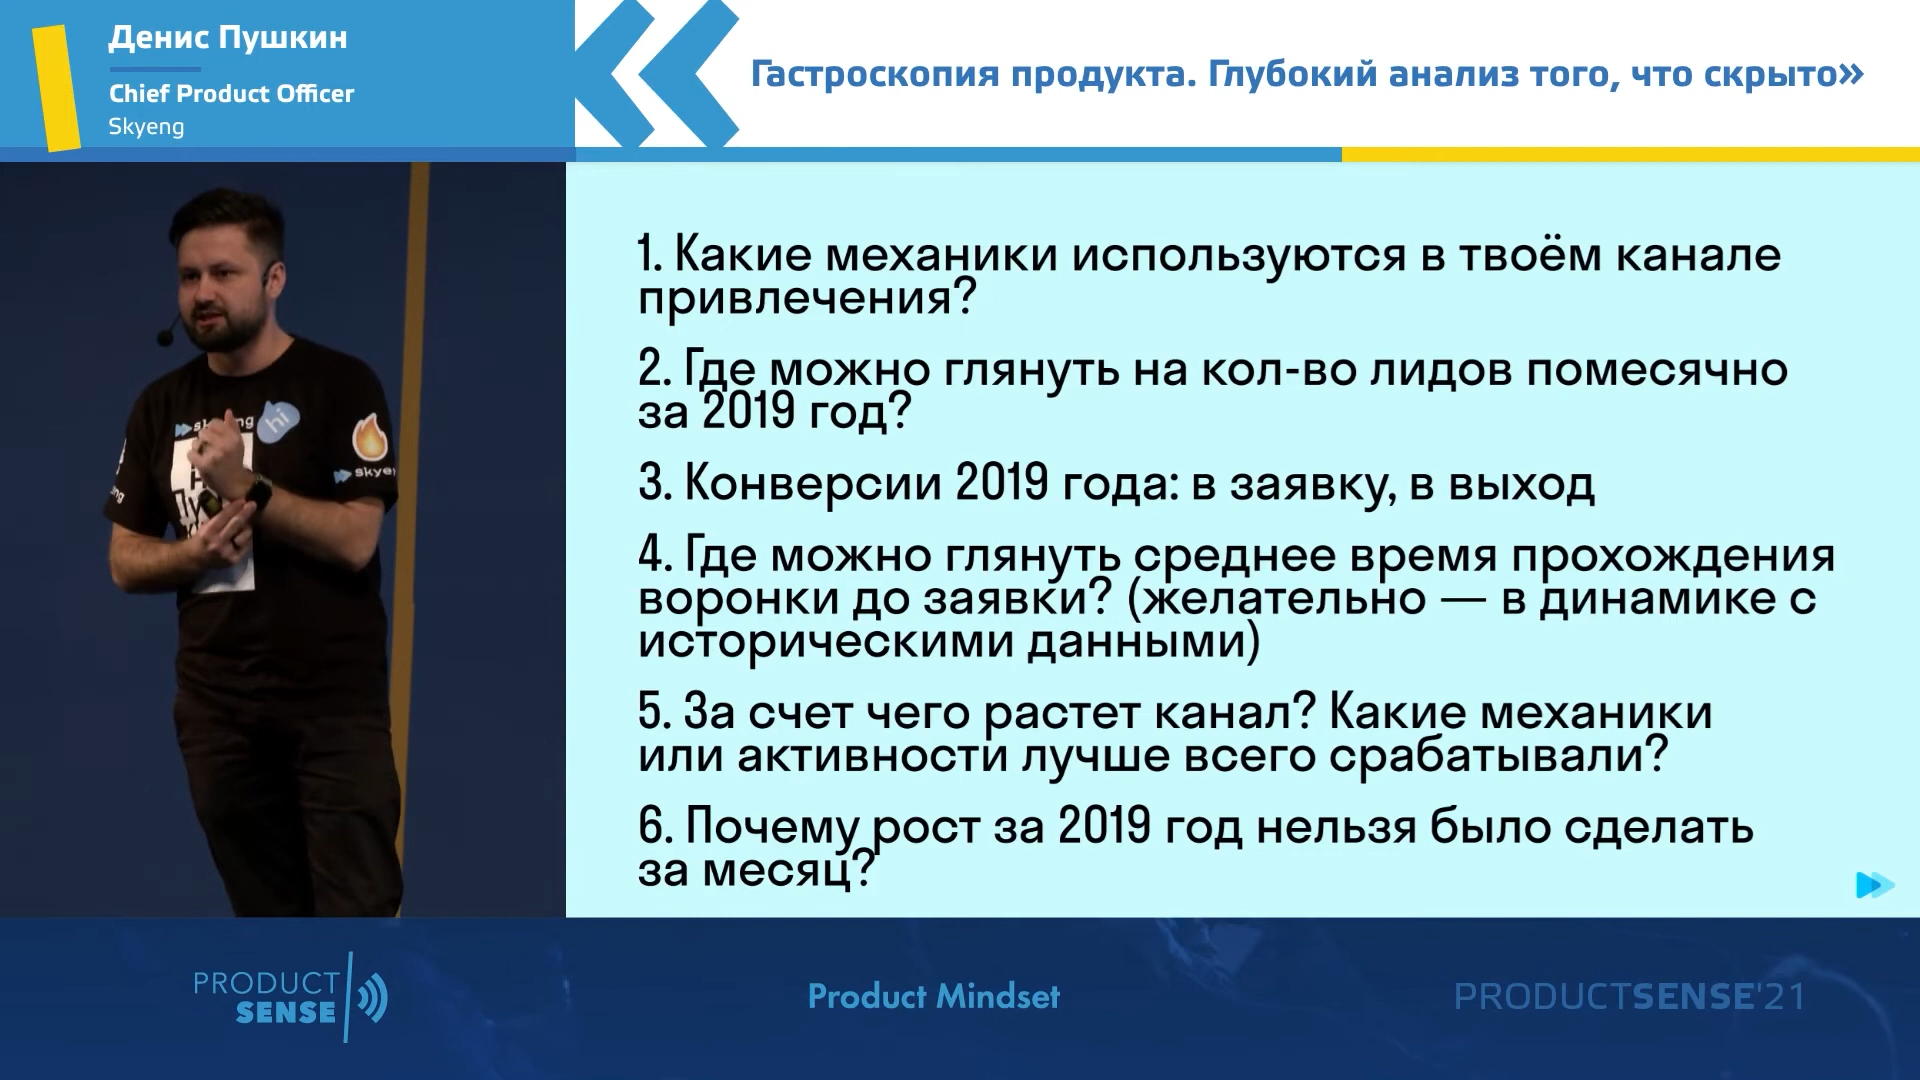 Денис Пушкин
Chief Product Officer
Skyeng
Гастроскопия продукта. Глубокий анализ того, что скрыто»
1. Какие механики используются в твоём канале
привлечения?
2. Где можно глянуть на кол-во лидов помесячно
за 2019 год?
3. Конверсии 2019 года: в заявку, в выход
4. Где можно глянуть среднее время прохождения
воронки до заявки? (желательно — в динамике с
историческими данными)
5. За счет чего растет канал? Какие механики
или активности лучше всего срабатывали?
6. Почему рост за 2019 год нельзя было сделать
за месяц?
hi
PRODUCT
SENSE
Product Mindset
PRODUCTSENSE'21